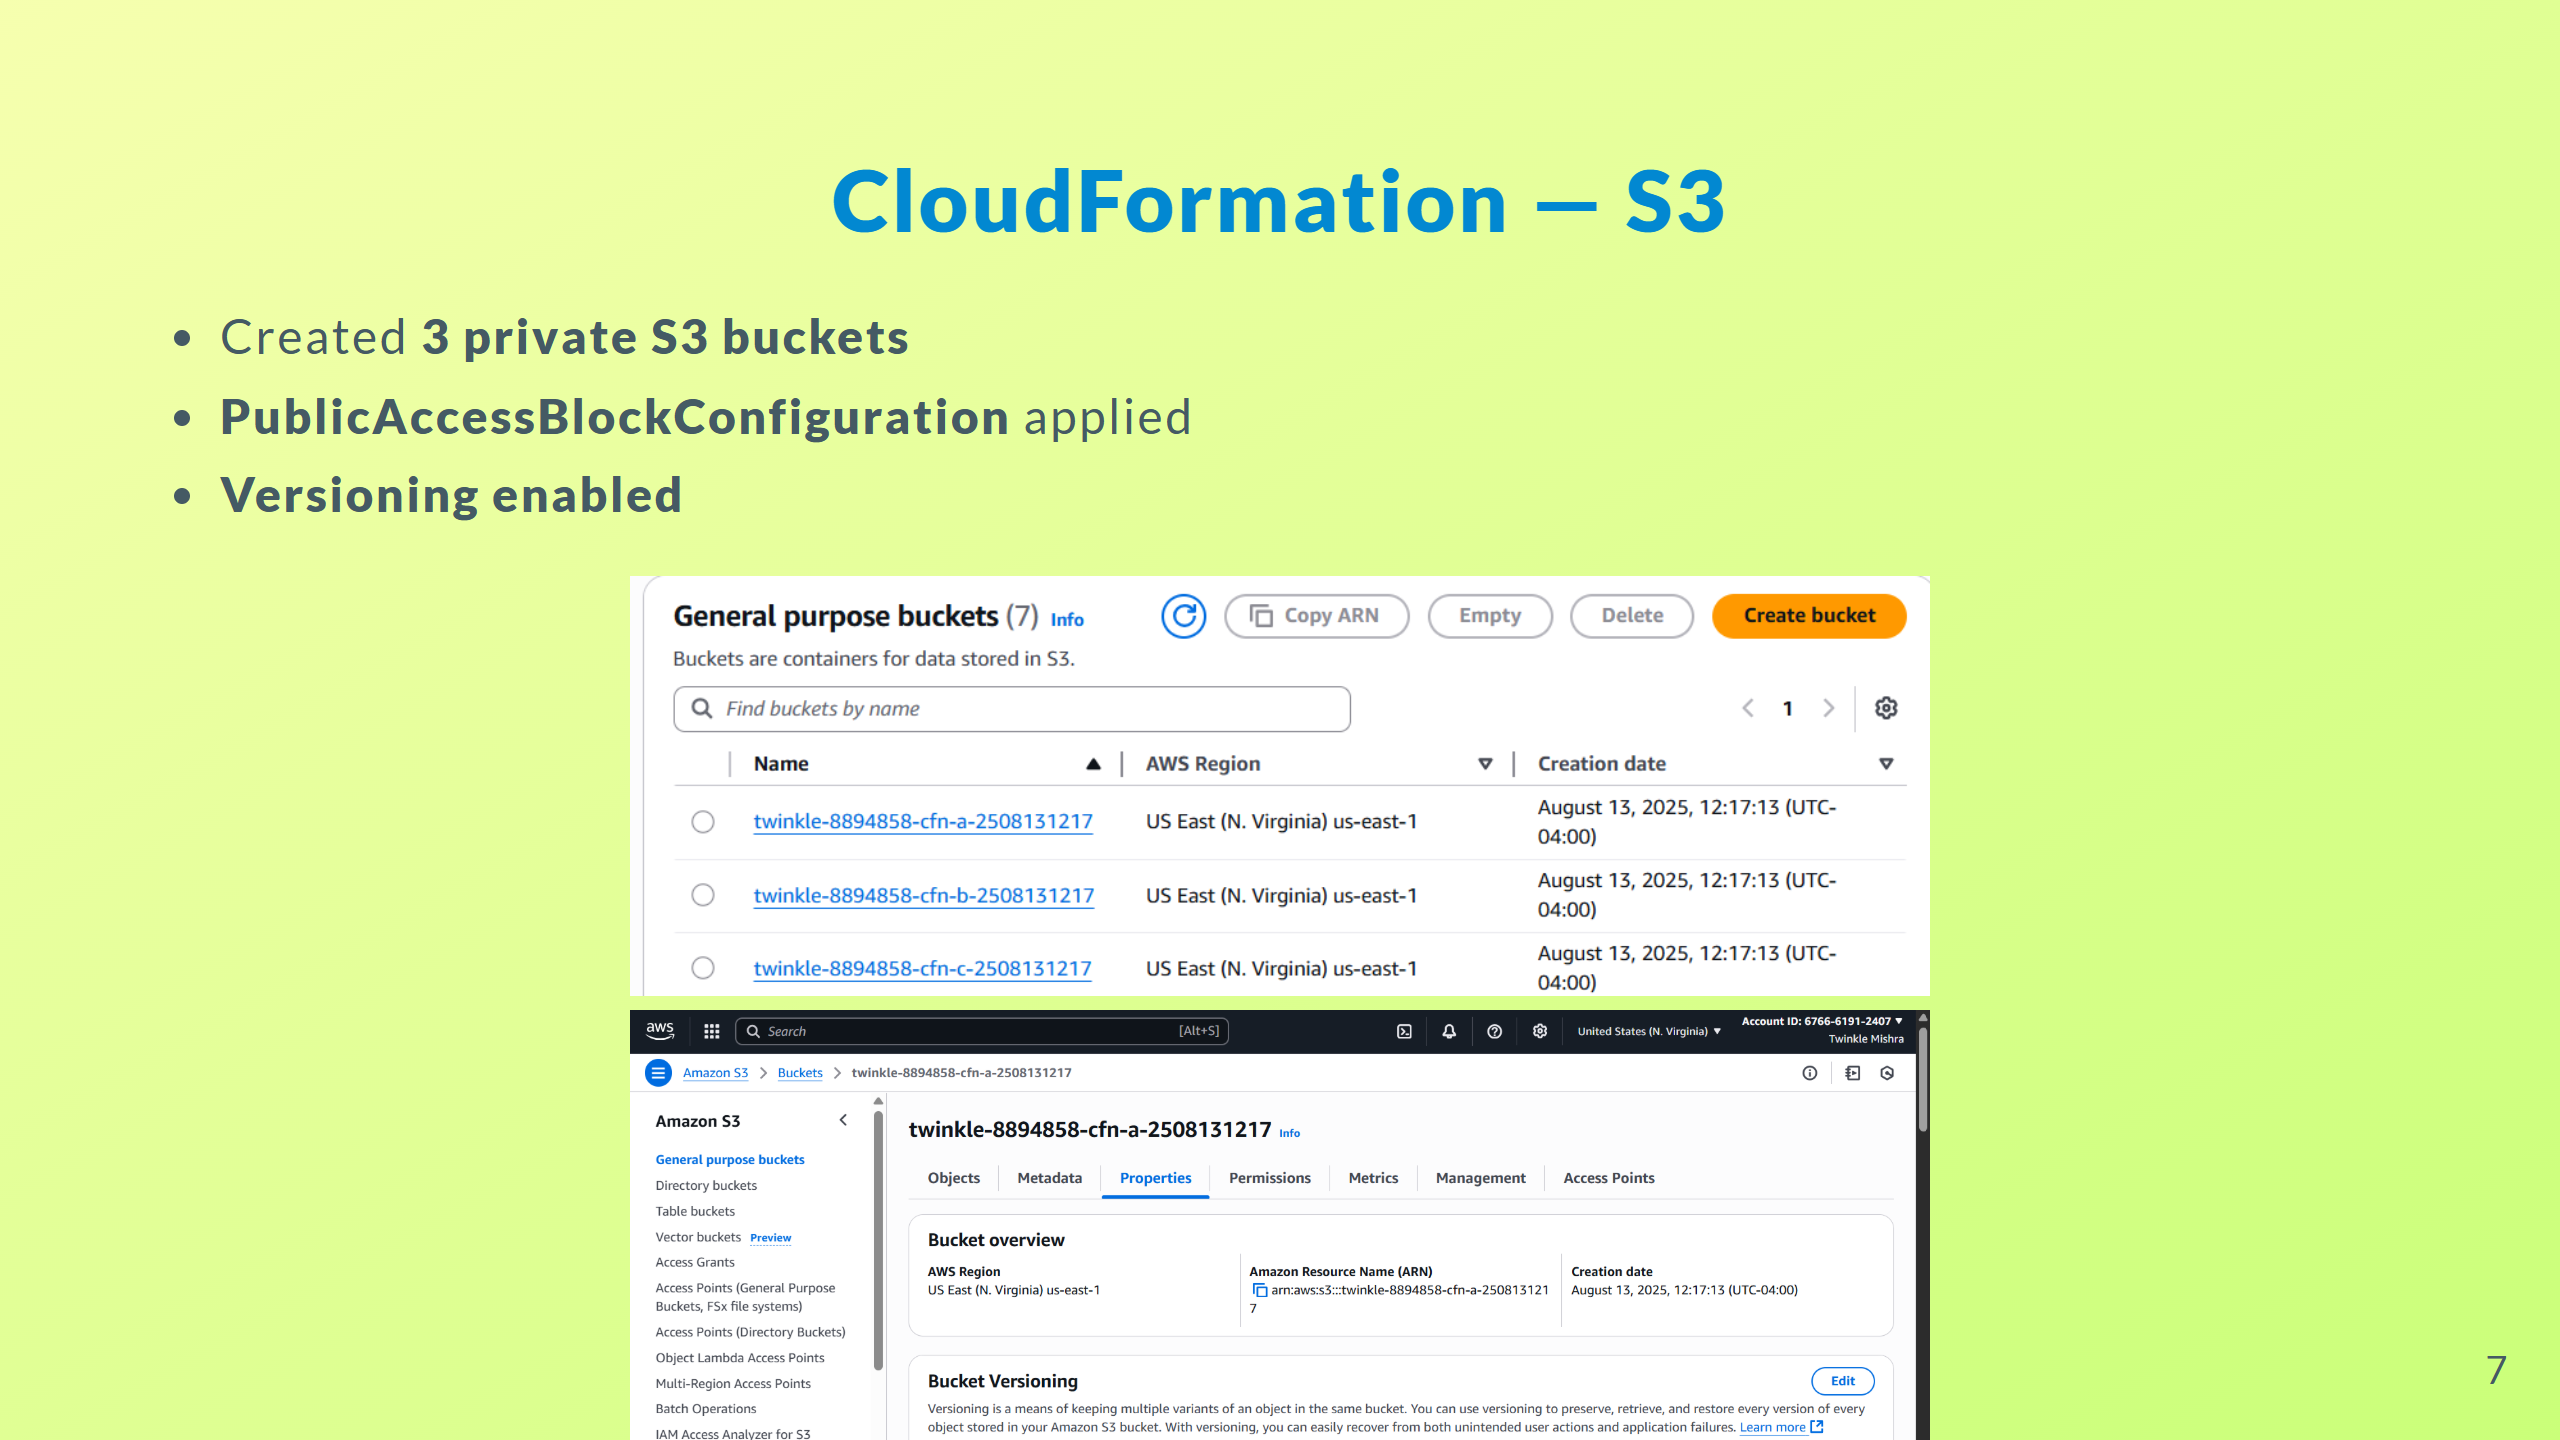 CloudFormation — S3
• Created 3 private S3 buckets
• PublicAccessBlockConfiguration applied
• Versioning enabled
General purpose buckets (7) Info
Copy ARN
Empty
Delete
Create bucket
Buckets are containers for data stored in S3.
Find buckets by name
1
Name
AWS Region
Creation date
twinkle-8894858-cfn-a-2508131217
US East (N. Virginia) us-east-1
August 13, 2025, 12:17:13 (UTC-
04:00)
twinkle-8894858-cfn-b-2508131217
US East (N. Virginia) us-east-1
August 13, 2025, 12:17:13 (UTC-
04:00)
twinkle-8894858-cfn-c-2508131217
US East (N. Virginia) us-east-1
August 13, 2025, 12:17:13 (UTC-
04:00)
aws
Search
[Alt+S]
United States (N. Virginia)
Account ID: 6766-6191-2407
Twinkle Mishra
Amazon S3 > Buckets > twinkle-8894858-cfn-a-2508131217
Amazon S3
General purpose buckets
Directory buckets
Table buckets
Vector buckets Preview
Access Grants
Access Points (General Purpose
Buckets, FSx file systems)
Access Points (Directory Buckets)
Object Lambda Access Points
Multi-Region Access Points
Batch Operations
IAM Access Analyzer for S3
twinkle-8894858-cfn-a-2508131217 Info
Objects
Metadata
Properties
Permissions
Metrics
Management
Access Points
Bucket overview
AWS Region
US East (N. Virginia) us-east-1
Amazon Resource Name (ARN)
arn:aws:s3:::twinkle-8894858-cfn-a-250813121
7
Creation date
August 13, 2025, 12:17:13 (UTC-04:00)
Bucket Versioning
Edit
Versioning is a means of keeping multiple variants of an object in the same bucket. You can use versioning to preserve, retrieve, and restore every version of every
object stored in your Amazon S3 bucket. With versioning, you can easily recover from both unintended user actions and application failures. Learn more
7